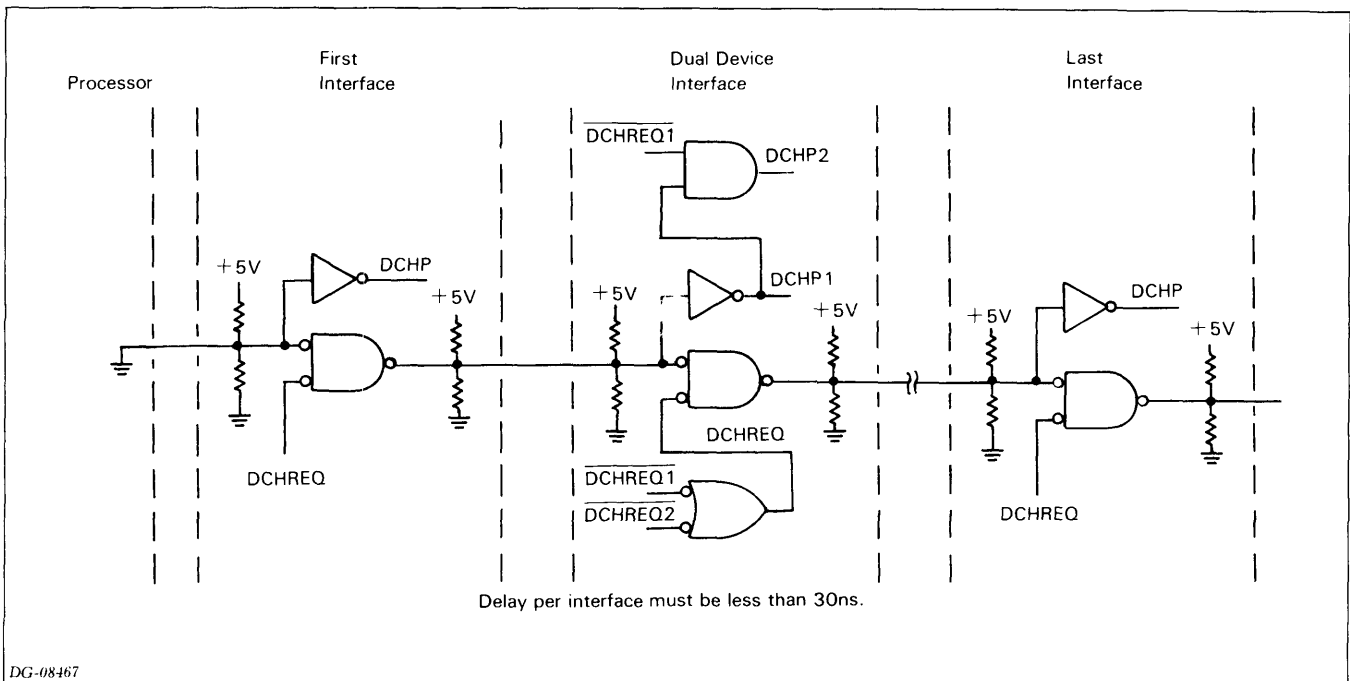 Processor
First
Interface
Dual Device
Interface
Last
Interface
DCHREQ1
DCHP2
+5V
DCHP
+5V
+5V
DCHP1
+5V
+5V
DCHP
+5V
DCHREQ
DCHREQ
DCHREQ1
DCHREQ2
DCHREQ
Delay per interface must be less than 30ns.
DG-08467